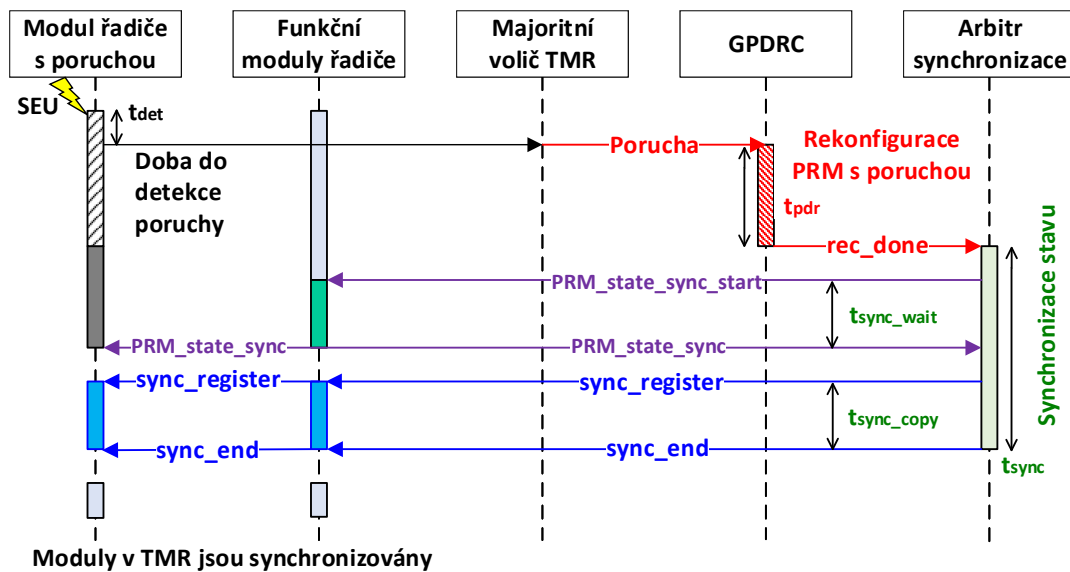 Modul řadiče
s poruchou
Funkční
moduly řadiče
Majoritní
volič TMR
GPDRC
Arbitr
synchronizace
SEU
tdet
Doba do
detekce
poruchy
Porucha
Rekonfigurace
PRM s poruchou
tpdr
rec_done
PRM_state_sync_start
tsync_wait
PRM_state_sync
PRM_state_sync
sync_register
sync_register
tsync_copy
sync_end
sync_end
tsync
Synchronizace stavu
Moduly v TMR jsou synchronizovány